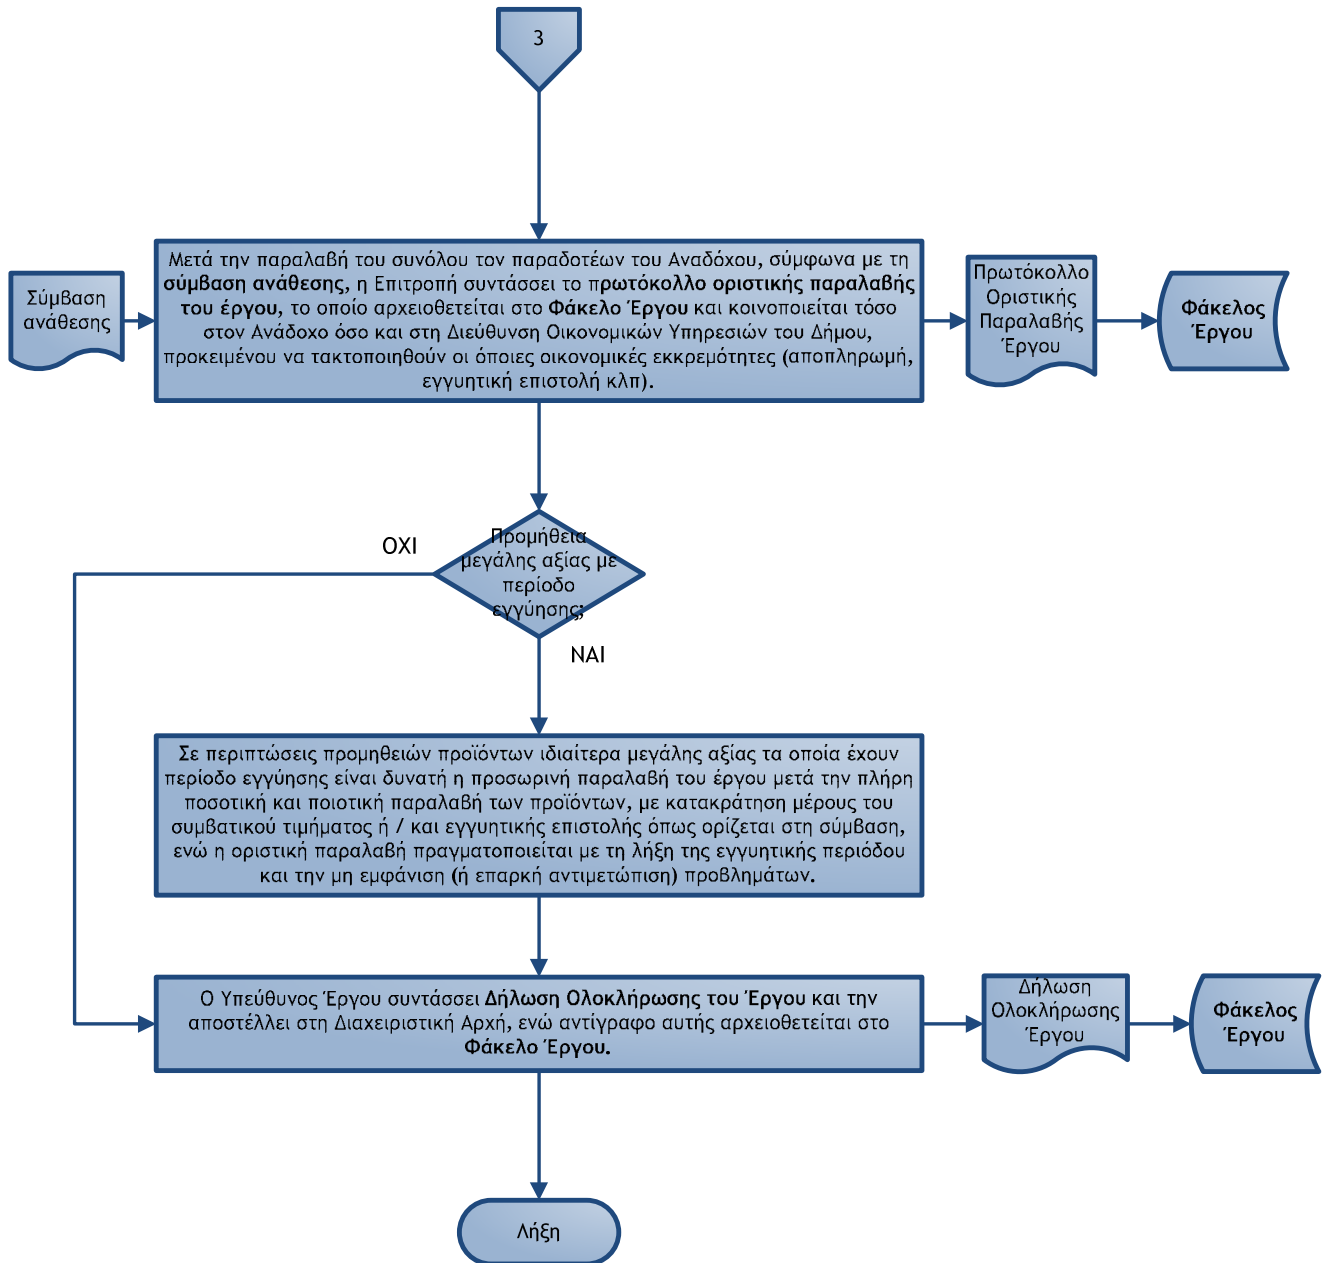 3
Μετά την παραλαβή του συνόλου τον παραδοτέων του Αναδόχου, σύμφωνα με τη
σύμβαση ανάθεσης, η Επιτροπή συντάσσει το πρωτόκολλο οριστικής παραλαβής
του έργου, το οποίο αρχειοθετείται στο Φάκελο Έργου και κοινοποιείται τόσο
στον Ανάδοχο όσο και στη Διεύθυνση Οικονομικών Υπηρεσιών του Δήμου,
προκειμένου να τακτοποιηθούν οι όποιες οικονομικές εκκρεμότητες (αποπληρωμή,
εγγυητική επιστολή κλπ).
Σύμβαση
ανάθεσης
Πρωτόκολλο
Οριστικής
Παραλαβής
Έργου
Φάκελος
Έργου
Προμήθεια
μεγάλης αξίας με
περίοδο
εγγύησης;
ΟΧΙ
ΝΑΙ
Σε περιπτώσεις προμηθειών προϊόντων ιδιαίτερα μεγάλης αξίας τα οποία έχουν
περίοδο εγγύησης είναι δυνατή η προσωρινή παραλαβή του έργου μετά την πλήρη
ποσοτική και ποιοτική παραλαβή των προϊόντων, με κατακράτηση μέρους του
συμβατικού τιμήματος ή / και εγγυητικής επιστολής όπως ορίζεται στη σύμβαση,
ενώ η οριστική παραλαβή πραγματοποιείται με τη λήξη της εγγυητικής περιόδου
και την μη εμφάνιση (ή επαρκή αντιμετώπιση) προβλημάτων.
Ο Υπεύθυνος Έργου συντάσσει Δήλωση Ολοκλήρωσης του Έργου και την
αποστέλλει στη Διαχειριστική Αρχή, ενώ αντίγραφο αυτής αρχειοθετείται στο
Φάκελο Έργου.
Δήλωση
Ολοκλήρωσης
Έργου
Φάκελος
Έργου
Λήξη